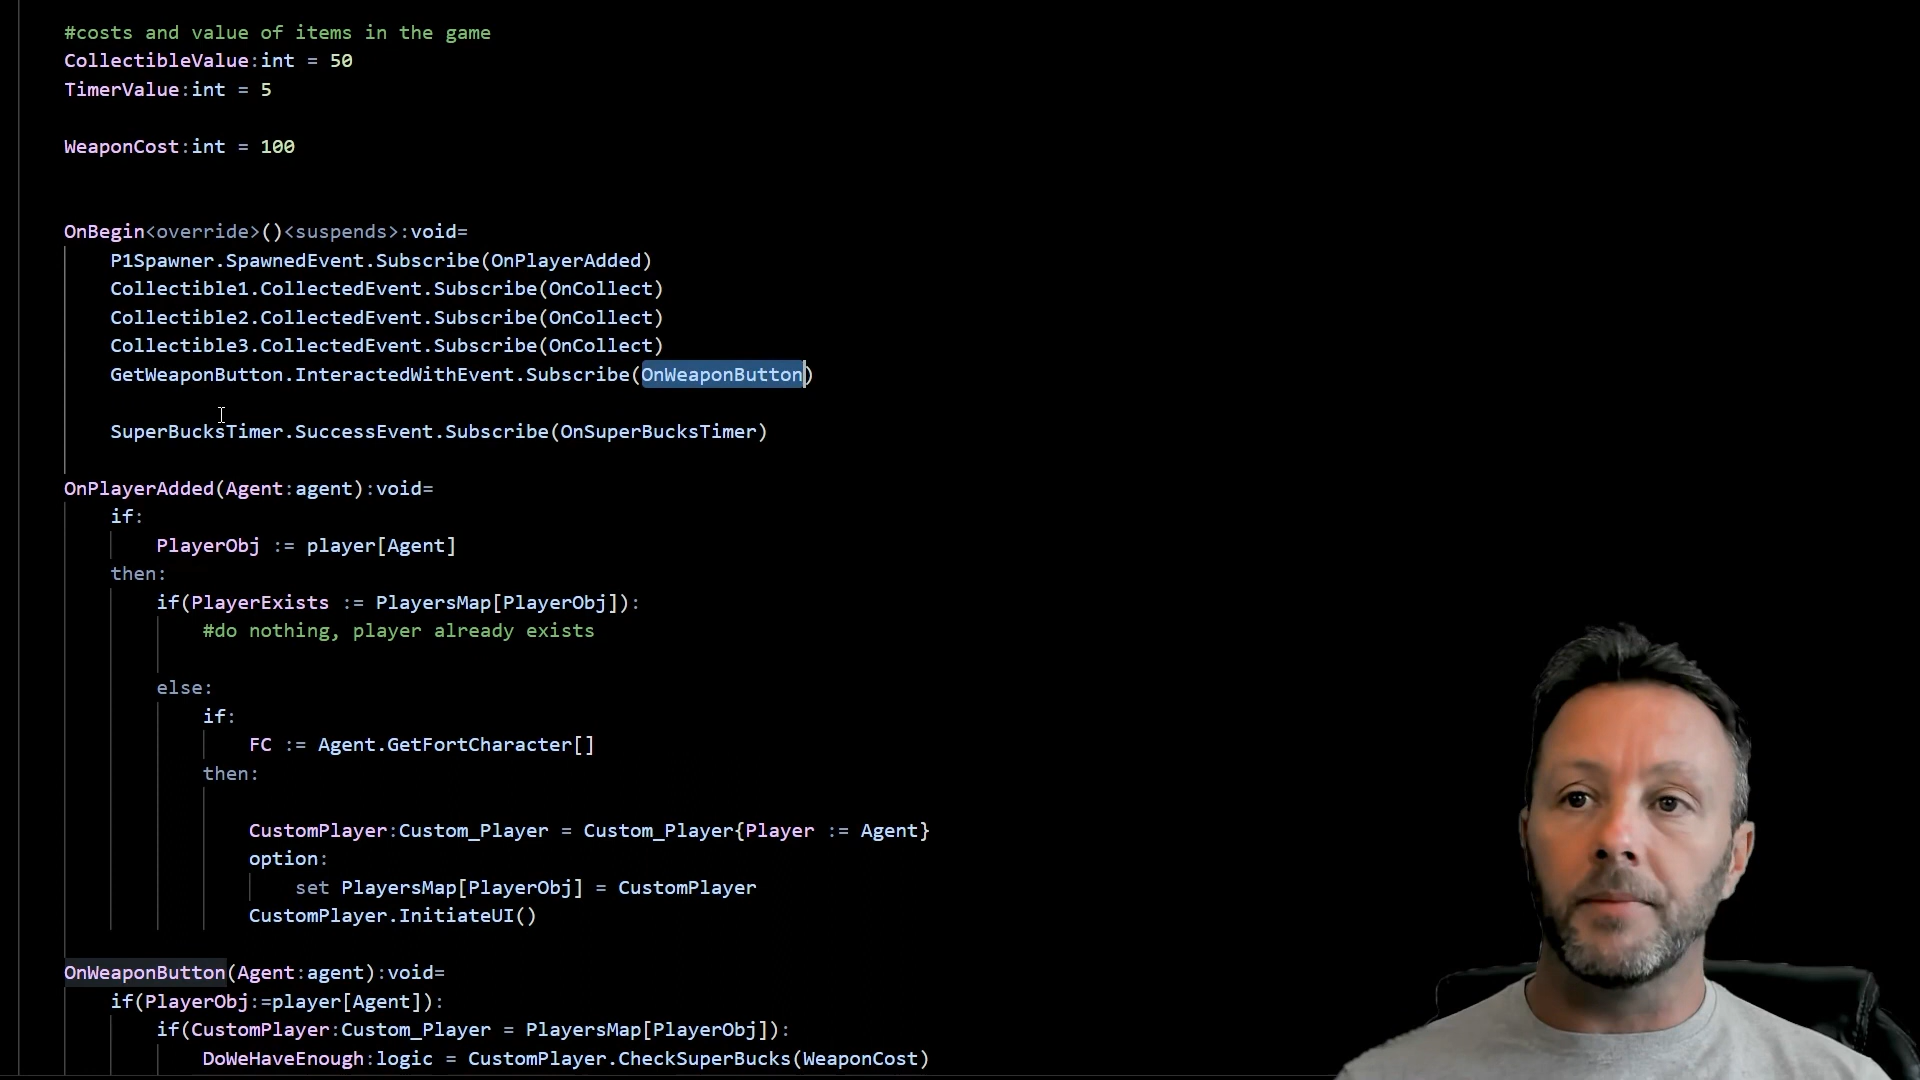 #costs and value of items in the game
CollectibleValue:int = 50
TimerValue:int = 5
WeaponCost:int = 100
OnBegin<override>()<suspends>:void=
P1Spawner.SpawnedEvent.Subscribe(OnPlayerAdded)
Collectible1.CollectedEvent.Subscribe(OnCollect)
Collectible2.CollectedEvent.Subscribe(OnCollect)
Collectible3.CollectedEvent.Subscribe(OnCollect)
GetWeaponButton.InteractedWithEvent.Subscribe(OnWeaponButton)
SuperBucksTimer.SuccessEvent.Subscribe(OnSuperBucksTimer)
OnPlayerAdded(Agent:agent):void=
if:
PlayerObj := player[Agent]
then:
if(PlayerExists := PlayersMap[PlayerObj]):
#do nothing, player already exists
else:
if:
FC := Agent.GetFortCharacter[]
then:
CustomPlayer:Custom_Player = Custom_Player{Player := Agent}
option:
set PlayersMap[PlayerObj] = CustomPlayer
CustomPlayer.InitiateUI()
OnWeaponButton(Agent:agent):void=
if(PlayerObj:=player[Agent]):
if(CustomPlayer:Custom_Player = PlayersMap[PlayerObj]):
DoWeHaveEnough:logic = CustomPlayer.CheckSuperBucks(WeaponCost)